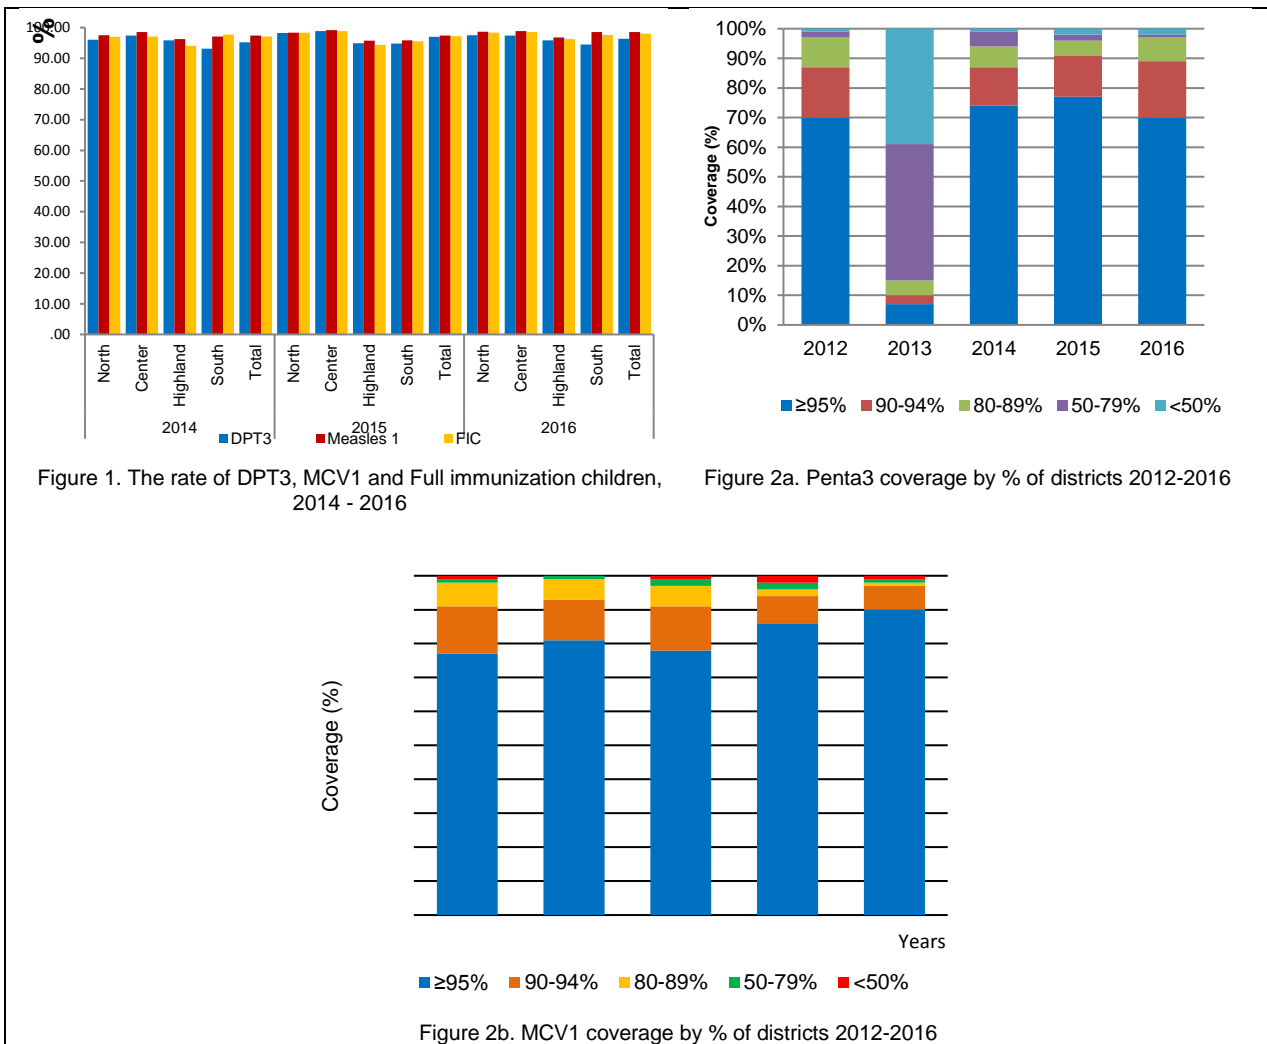 %
100.00
90.00
80.00
70.00
60.00
50.00
40.00
30.00
20.00
10.00
.00
North
Center
Highland
South
Total
North
Center
Highland
South
Total
North
Center
Highland
South
Total
2014
2015
2016
DPT3
Measles 1
FIC
Figure 1. The rate of DPT3, MCV1 and Full immunization children,
2014 - 2016
Coverage (%)
100%
90%
80%
70%
60%
50%
40%
30%
20%
10%
0%
2012
2013
2014
2015
2016
≥95%
90-94%
80-89%
50-79%
<50%
Figure 2a. Penta3 coverage by % of districts 2012-2016
Coverage (%)
Years
≥95%
90-94%
80-89%
50-79%
<50%
Figure 2b. MCV1 coverage by % of districts 2012-2016